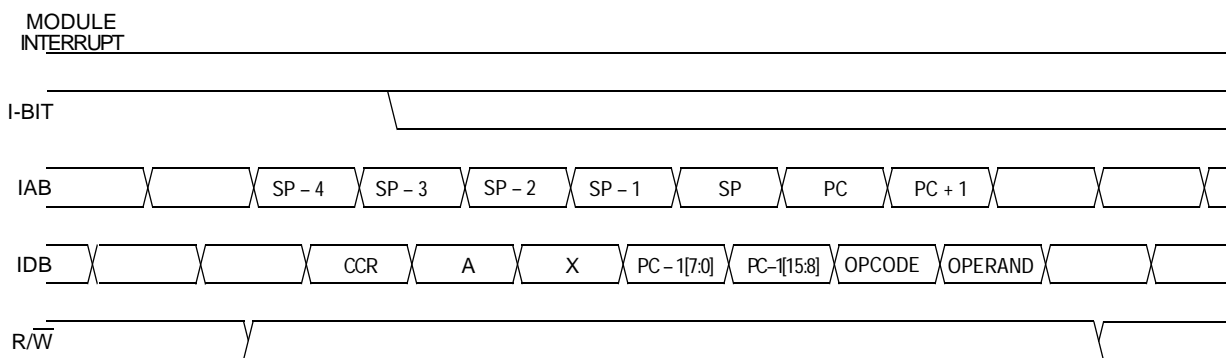 MODULE
INTERRUPT
I-BIT
IAB SP – 4 SP – 3 SP – 2 SP – 1 SP PC PC + 1
IDB CCR A X PC – 1[7:0] PC–1[15:8] OPCODE OPERAND
R/W̅